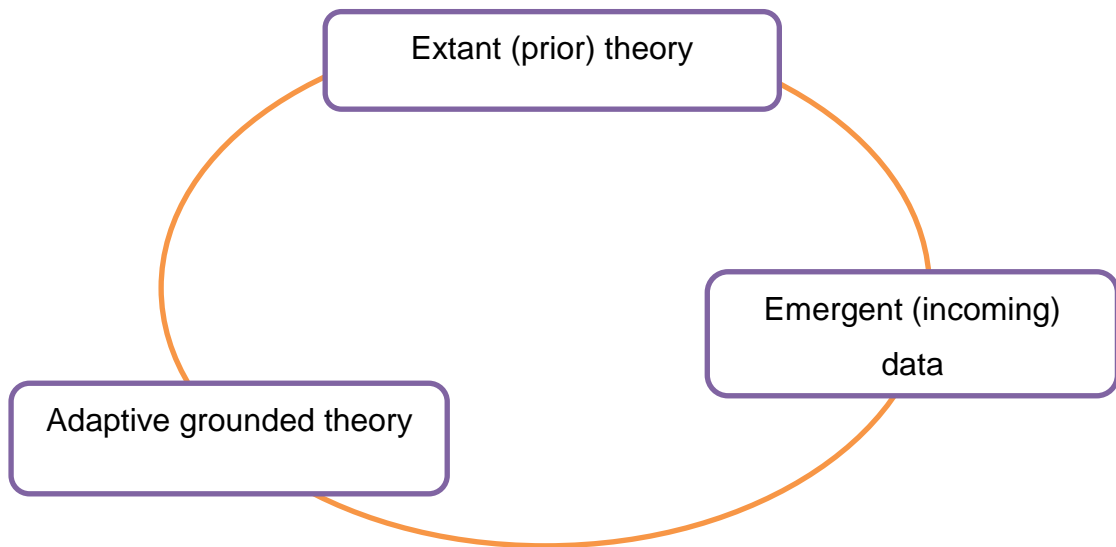 Extant (prior) theory
Emergent (incoming)
data
Adaptive grounded theory